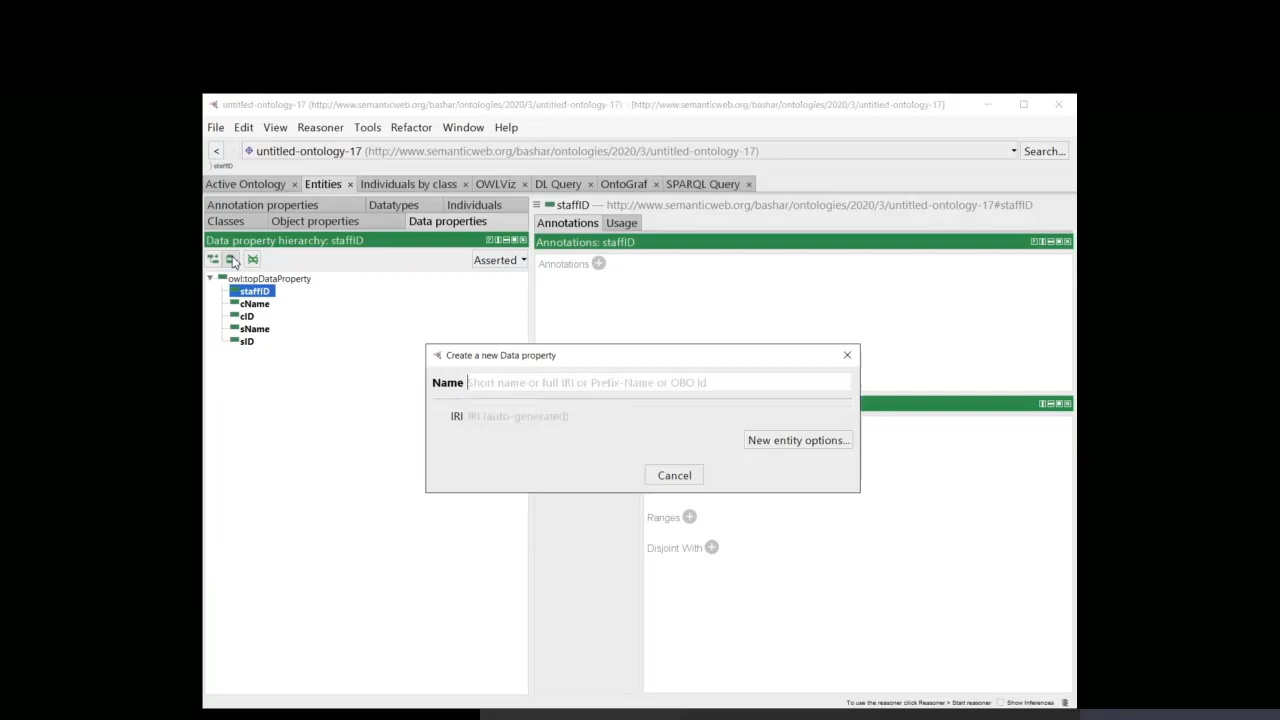 untitled-ontology-17 (http://www.semanticweb.org/bashar/ontologies/2020/3/untitled-ontology-17) : [http://www.semanticweb.org/bashar/ontologies/2020/3/untitled-ontology-17]
File Edit View Reasoner Tools Refactor Window Help
< untitled-ontology-17 (http://www.semanticweb.org/bashar/ontologies/2020/3/untitled-ontology-17) Search...
staffID
Active Ontology × Entities × Individuals by class × OWLViz × DL Query × OntoGraf × SPARQL Query ×
Annotation properties Datatypes Individuals
Classes Object properties Data properties
Data property hierarchy: staffID
Asserted
owl:topDataProperty
staffID
cName
cID
sName
sID
staffID — http://www.semanticweb.org/bashar/ontologies/2020/3/untitled-ontology-17#staffID
Annotations Usage
Annotations: staffID
Annotations
Create a new Data property
Name Short name or full IRI or Prefix-Name or OBO Id
IRI IRI (auto-generated)
New entity options...
Cancel
Ranges
Disjoint With
To use the reasoner click Reasoner > Start reasoner Show Inferences